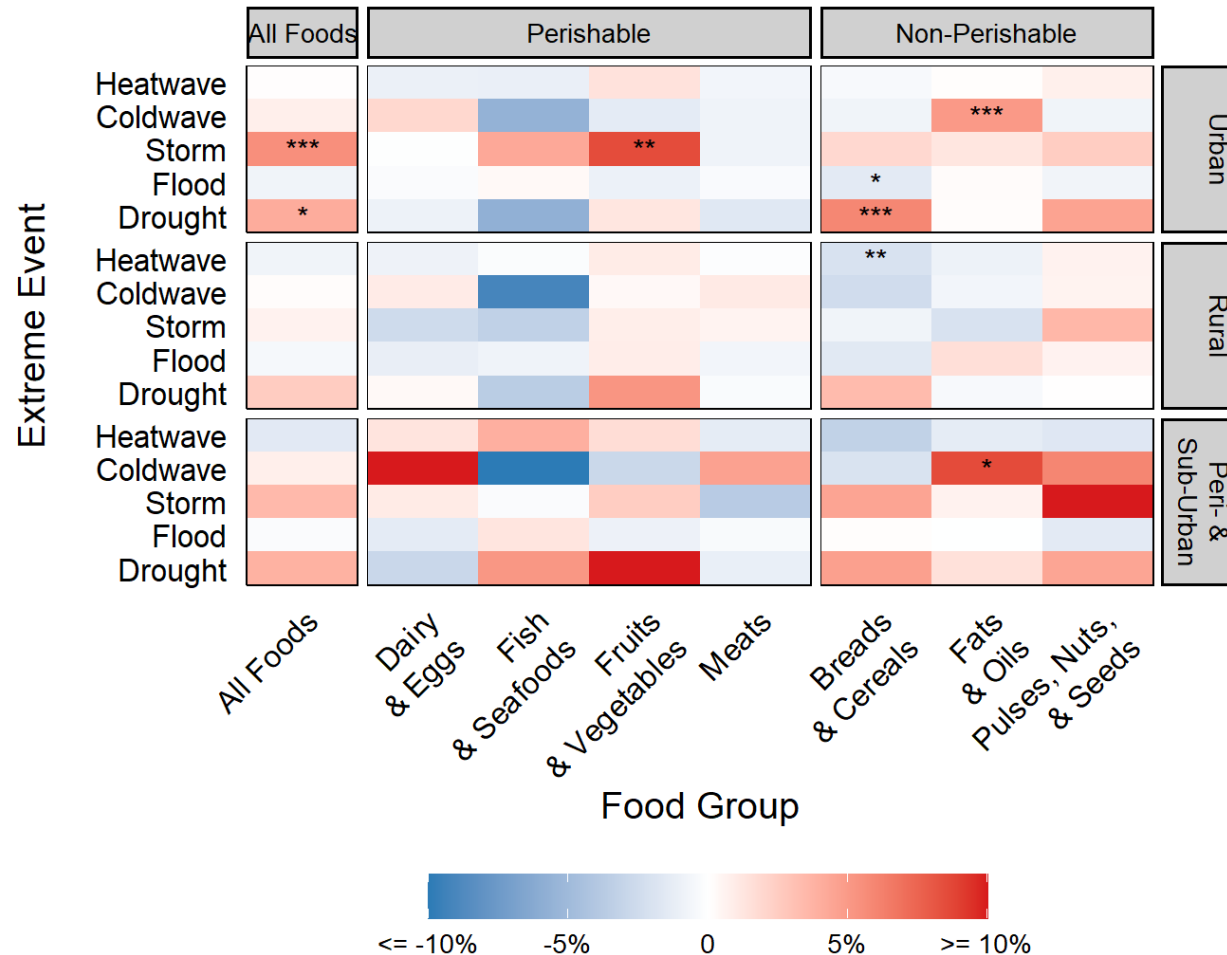 All Foods Perishable Non-Perishable
Heatwave
Coldwave ***
Storm *** **
Flood *
Drought * ***
Urban
Heatwave **
Coldwave
Storm
Flood
Drought
Rural
Heatwave
Coldwave *
Storm
Flood
Drought
Peri- &
Sub-Urban
Extreme Event
All Foods
Dairy
& Eggs
Fish
& Seafoods
Fruits
& Vegetables
Meats
Breads
& Cereals
Fats
& Oils
Pulses, Nuts,
& Seeds
Food Group
<= -10% -5% 0 5% >= 10%